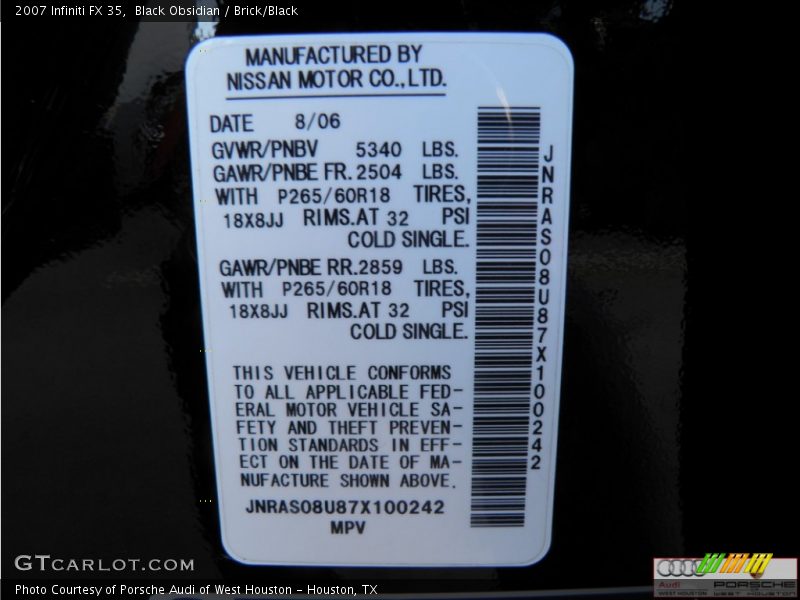 2007 Infiniti FX 35, Black Obsidian / Brick/Black
MANUFACTURED BY
NISSAN MOTOR CO., LTD.
DATE 8/06
GVWR/PNBV 5340 LBS.
GAWR/PNBE FR. 2504 LBS.
WITH P265/60R18 TIRES,
18X8JJ RIMS. AT 32 PSI
COLD SINGLE.
GAWR/PNBE RR. 2859 LBS.
WITH P265/60R18 TIRES,
18X8JJ RIMS. AT 32 PSI
COLD SINGLE.
THIS VEHICLE CONFORMS
TO ALL APPLICABLE FED-
ERAL MOTOR VEHICLE SA-
FETY AND THEFT PREVEN-
TION STANDARDS IN EFF-
ECT ON THE DATE OF MA-
NUFACTURE SHOWN ABOVE.
JNRAS08U87X100242
MPV
JNRAS08U87X100242
GTCARLOT.COM
Photo Courtesy of Porsche Audi of West Houston - Houston, TX
Audi
WEST HOUSTON
PORSCHE
WEST HOUSTON